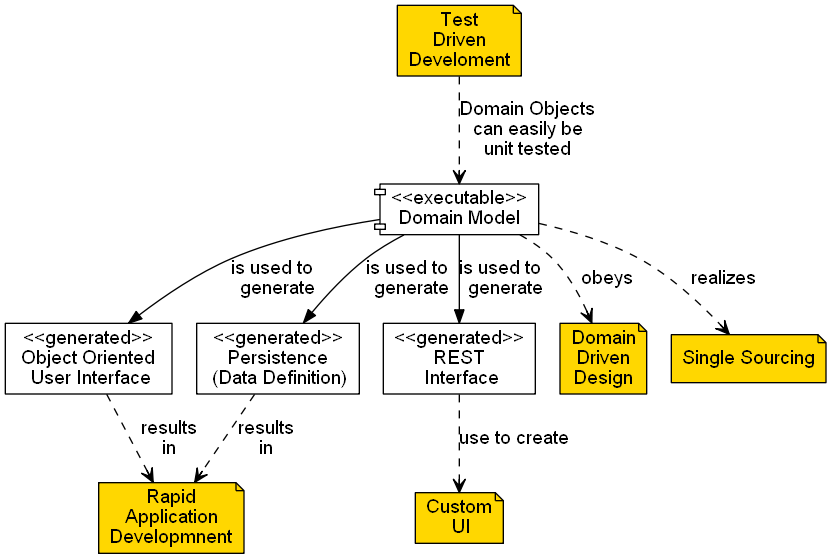 Test
Driven
Develoment
Domain Objects
can easily be
unit tested
<<executable>>
Domain Model
is used to
generate
is used to
generate
is used to
generate
obeys
realizes
<<generated>>
Object Oriented
User Interface
<<generated>>
Persistence
(Data Definition)
<<generated>>
REST
Interface
Domain
Driven
Design
Single Sourcing
results
in
results
in
use to create
Rapid
Application
Developmnent
Custom
UI